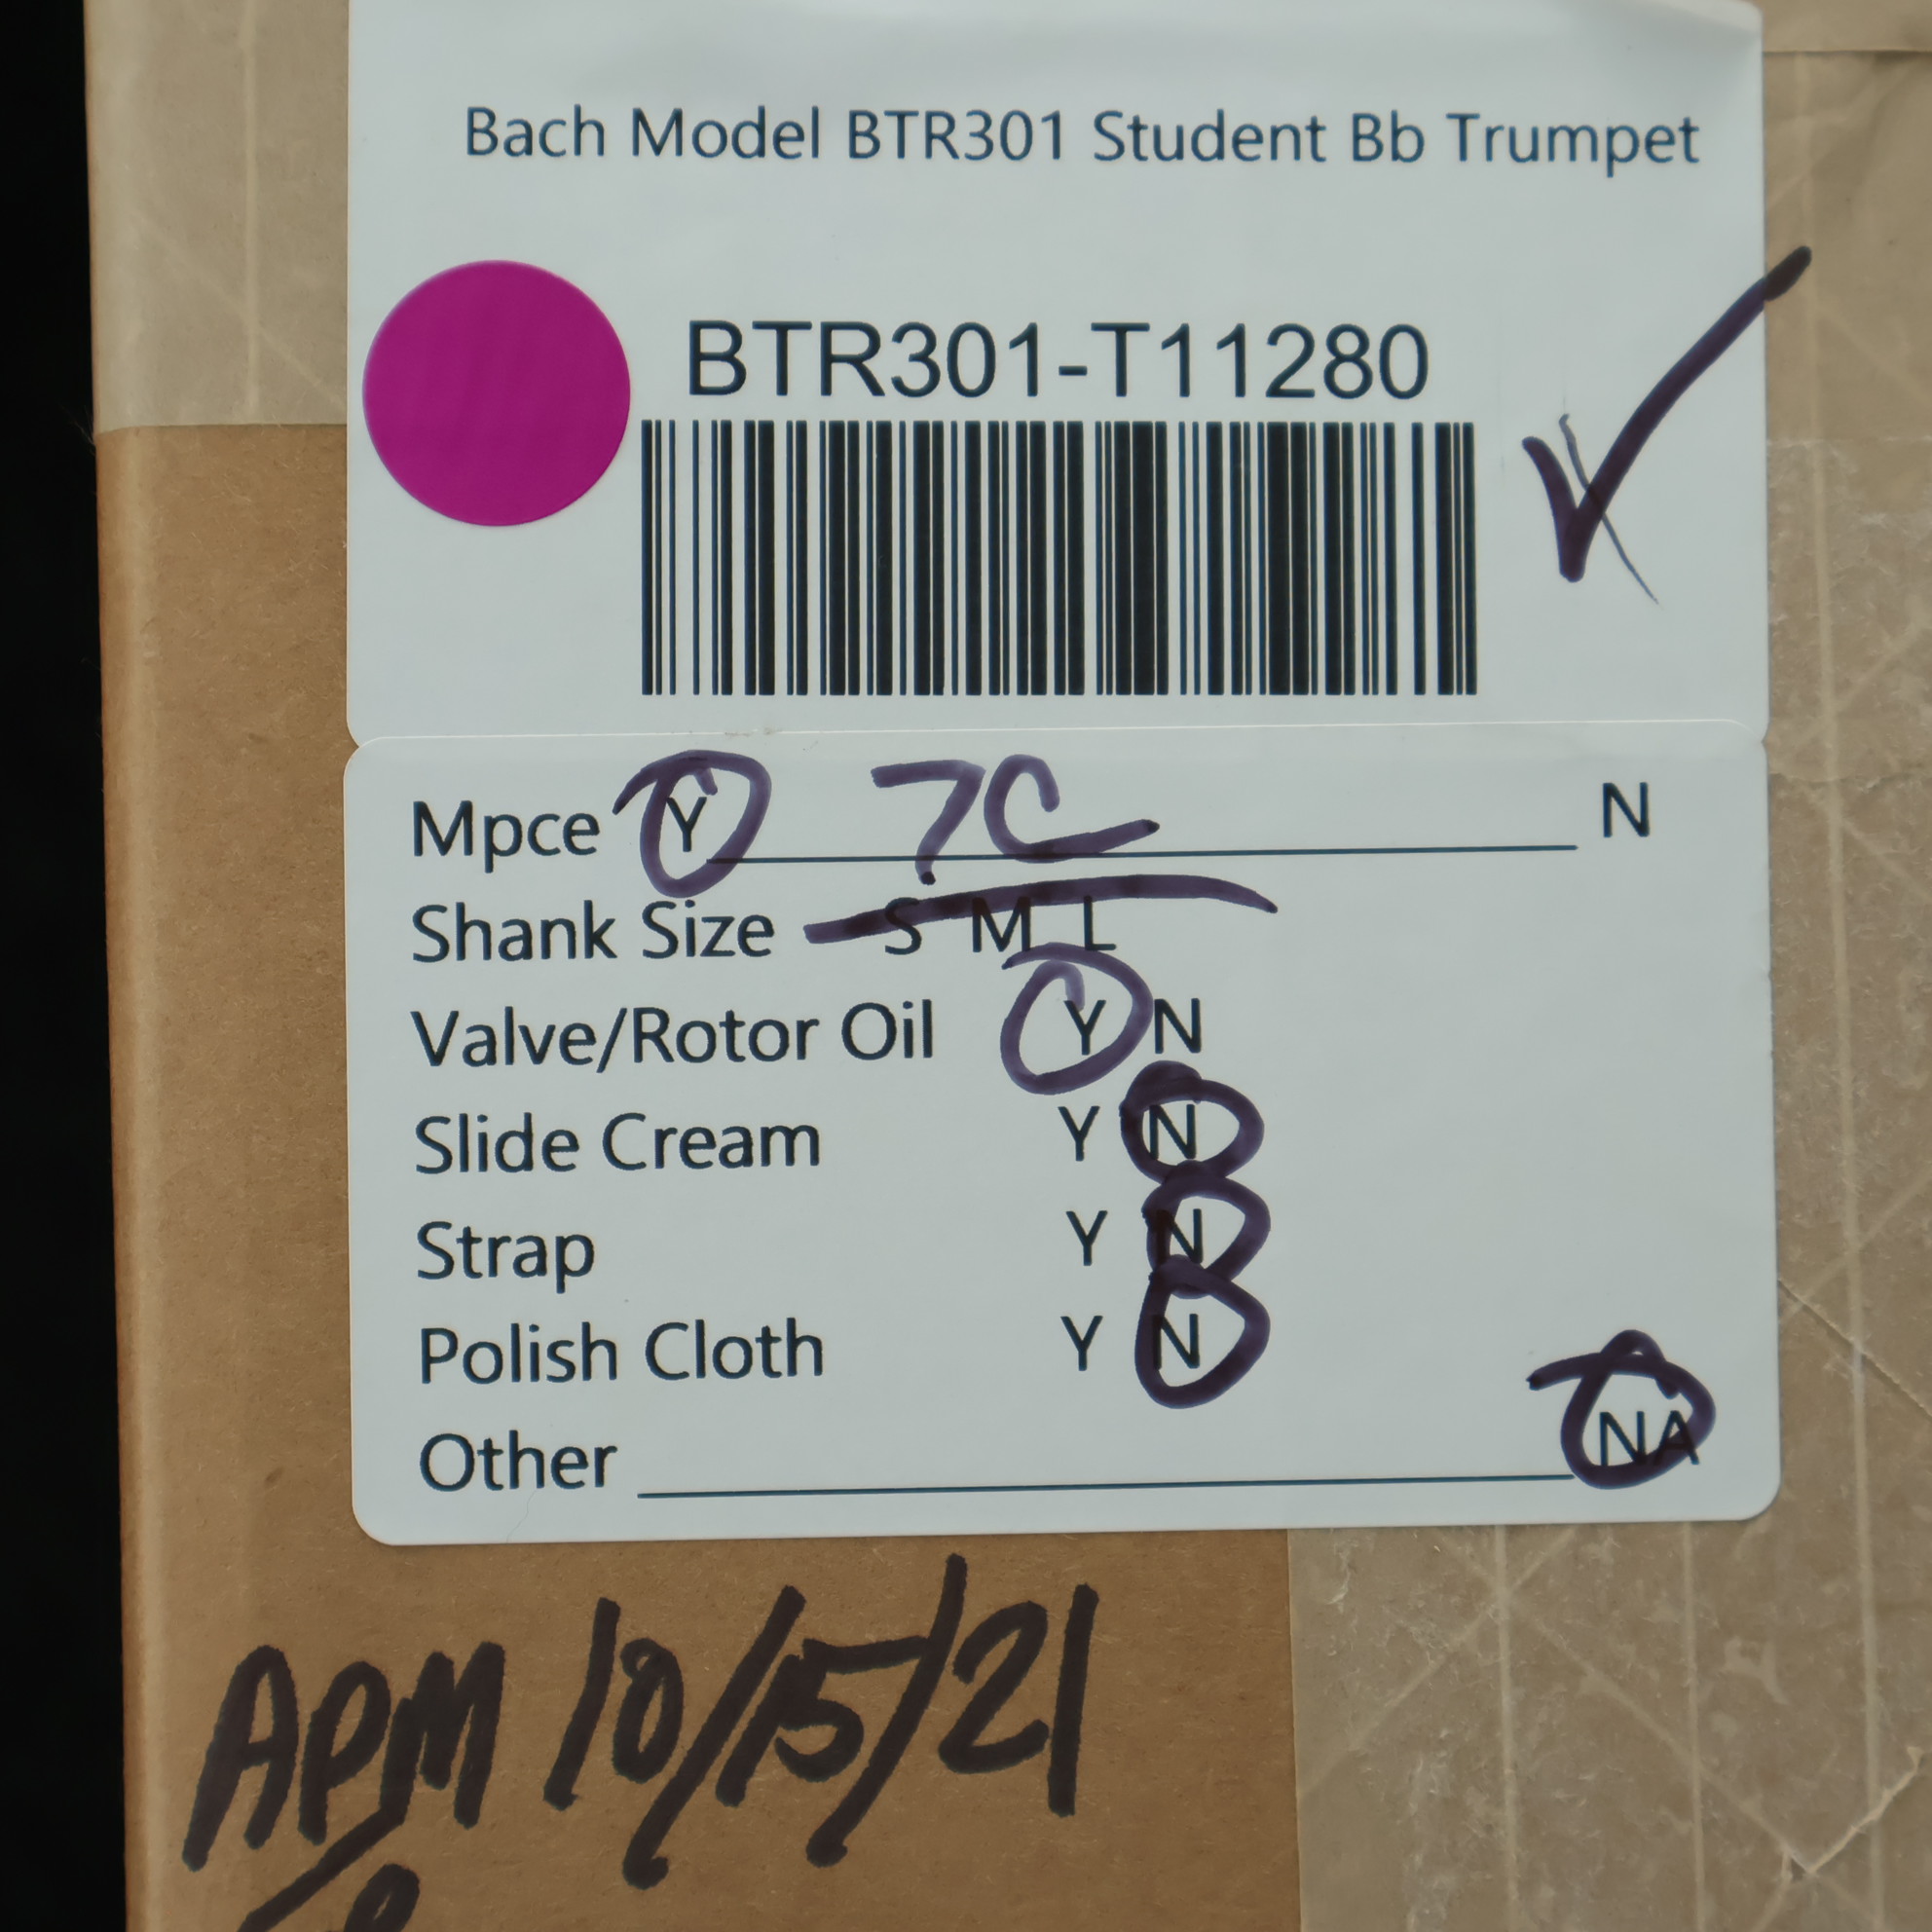 Bach Model BTR301 Student Bb Trumpet
BTR301-T11280
Mpce Y 7C N
Shank Size S M L
Valve/Rotor Oil Y N
Slide Cream Y N
Strap Y N
Polish Cloth Y N
Other NA
APM 10/15/21